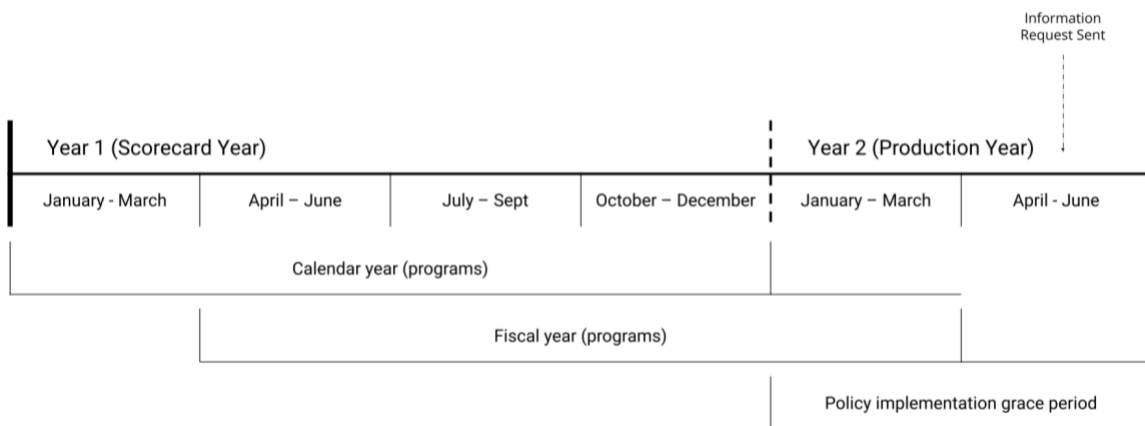 Information
Request Sent
Year 1 (Scorecard Year)
Year 2 (Production Year)
January - March
April – June
July – Sept
October – December
January – March
April - June
Calendar year (programs)
Fiscal year (programs)
Policy implementation grace period